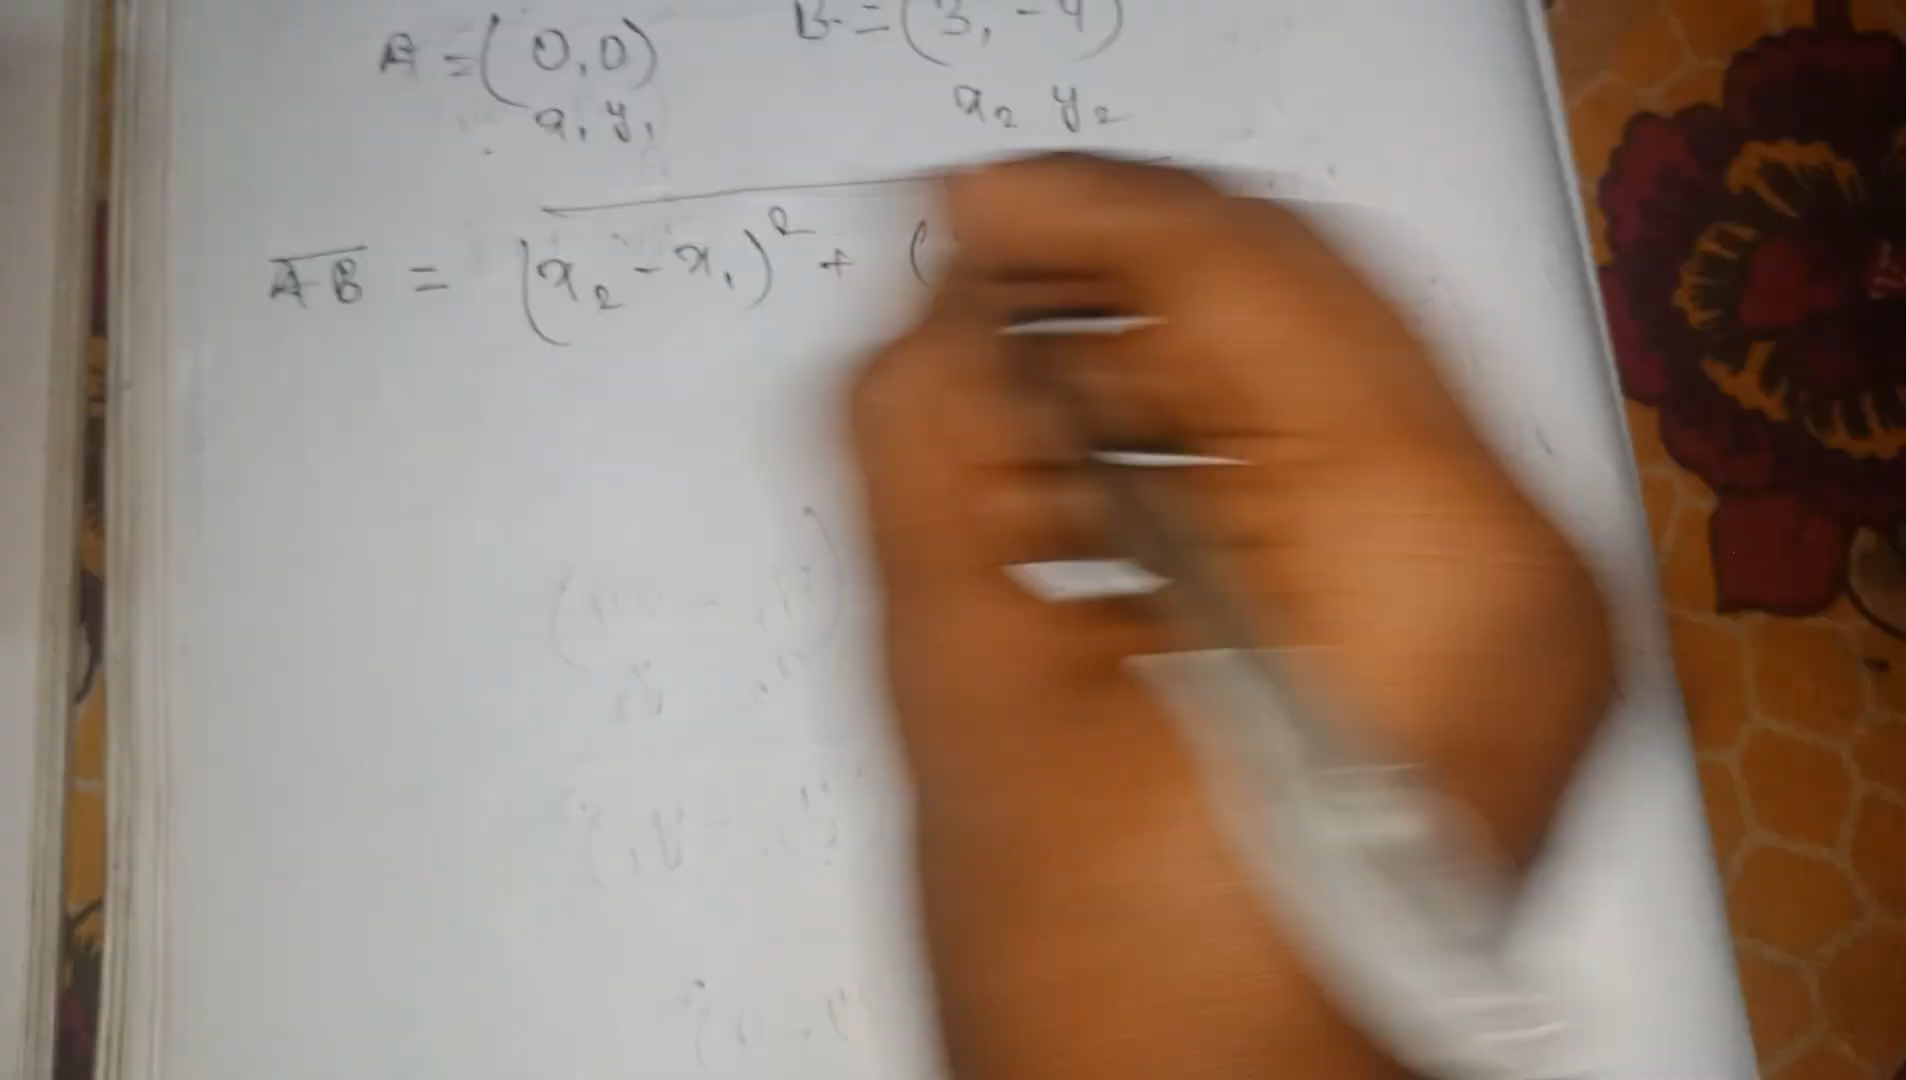 A = (0,0) B = (3, -4)
x₁ y₁ x₂ y₂
AB = (x₂ - x₁)² + (